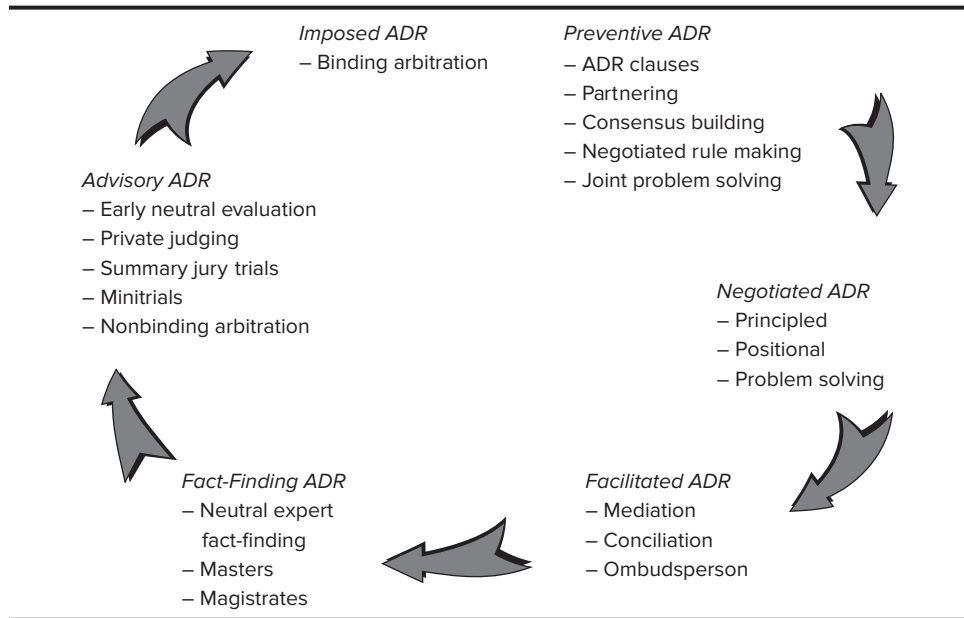 Imposed ADR
– Binding arbitration
Preventive ADR
– ADR clauses
– Partnering
– Consensus building
– Negotiated rule making
– Joint problem solving
Negotiated ADR
– Principled
– Positional
– Problem solving
Facilitated ADR
– Mediation
– Conciliation
– Ombudsperson
Fact-Finding ADR
– Neutral expert
fact-finding
– Masters
– Magistrates
Advisory ADR
– Early neutral evaluation
– Private judging
– Summary jury trials
– Minitrials
– Nonbinding arbitration